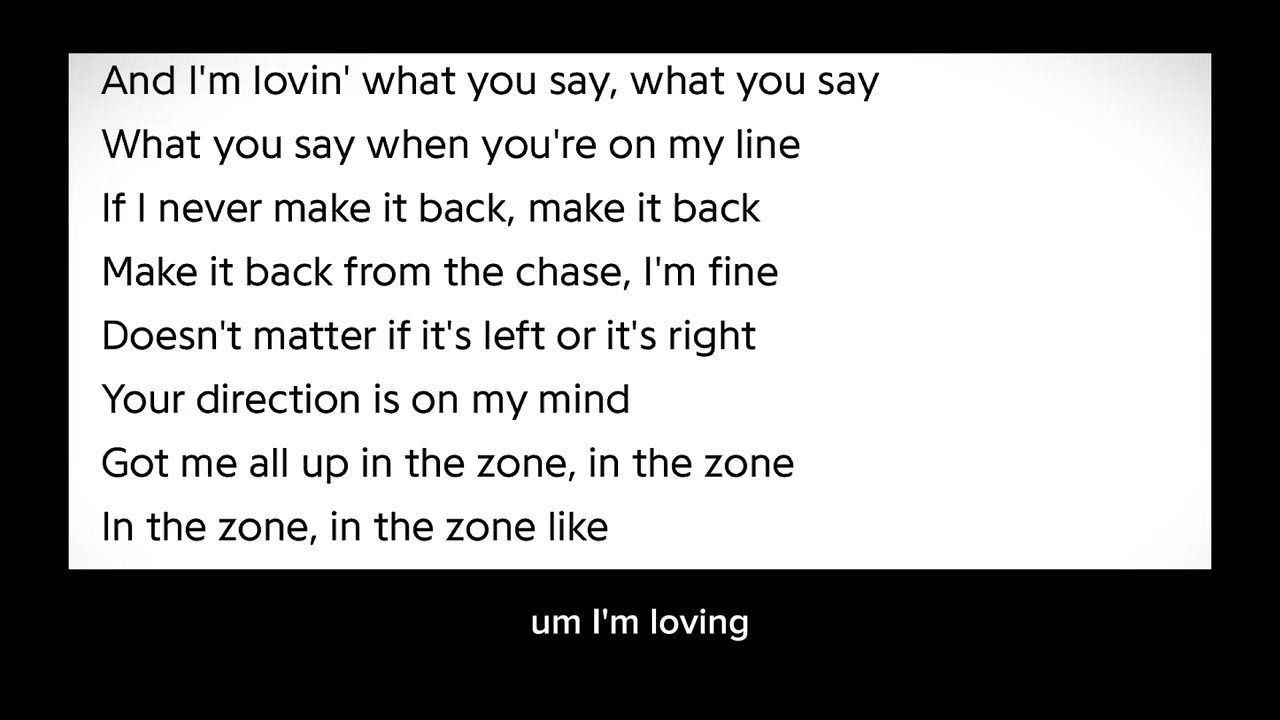 And I'm lovin' what you say, what you say
What you say when you're on my line
If I never make it back, make it back
Make it back from the chase, I'm fine
Doesn't matter if it's left or it's right
Your direction is on my mind
Got me all up in the zone, in the zone
In the zone, in the zone like
um I'm loving